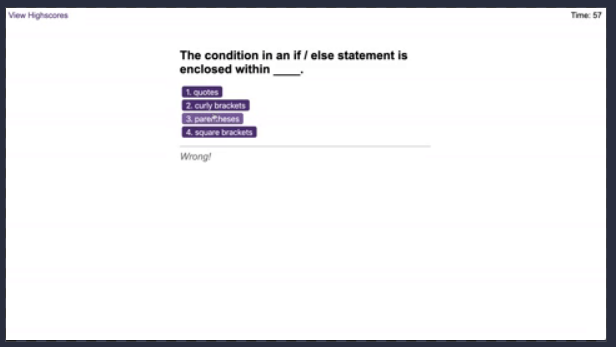 View Highscores
Time: 57
The condition in an if / else statement is
enclosed within ____.
1. quotes
2. curly brackets
3. parentheses
4. square brackets
Wrong!